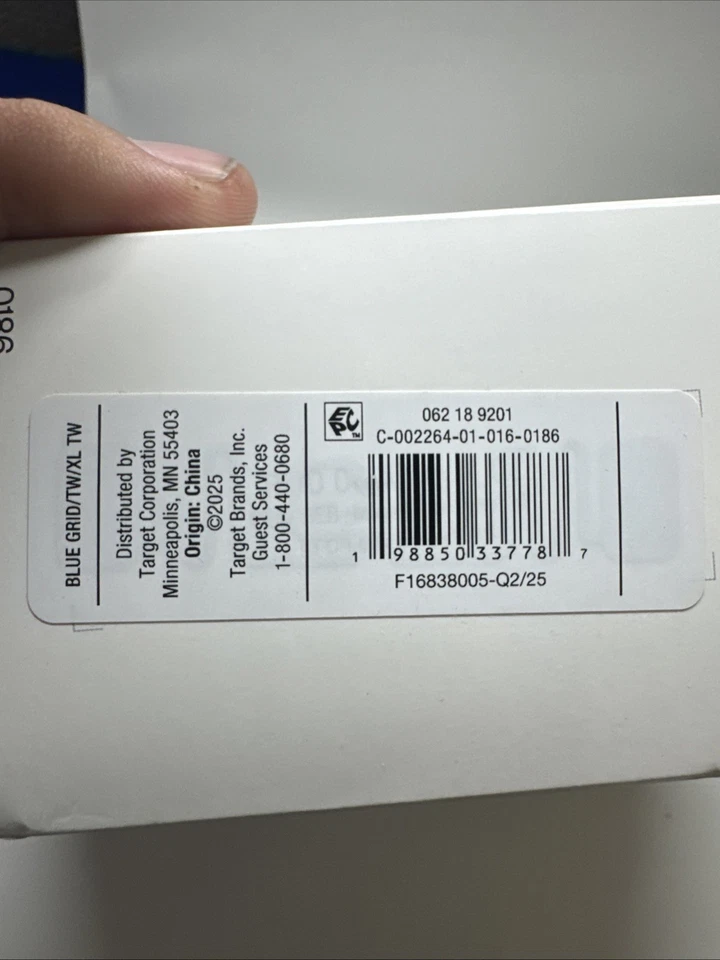 0186
BLUE GRID/TW/XL TW
Distributed by
Target Corporation
Minneapolis, MN 55403
Origin: China
©2025
Target Brands, Inc.
Guest Services
1-800-440-0680
PEC™
062 18 9201
C-002264-01-016-0186
1 98850 33778 7
F16838005-Q2/25